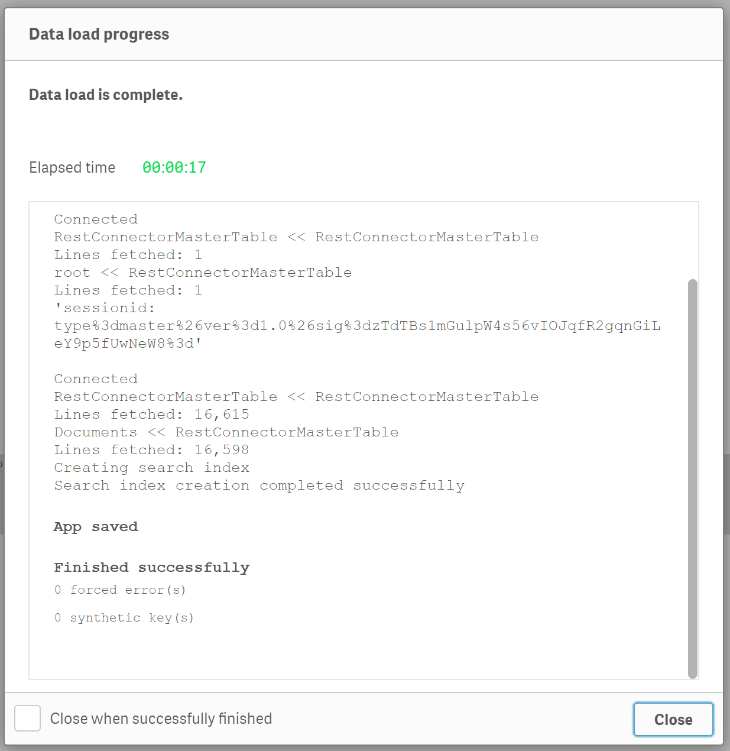 Data load progress
Data load is complete.
Elapsed time 00:00:17
Connected
RestConnectorMasterTable << RestConnectorMasterTable
Lines fetched: 1
root << RestConnectorMasterTable
Lines fetched: 1
'sessionid:
type%3dmaster%26ver%3d1.0%26sig%3dzTdTBslmGulpW4s56vIOJqfR2gqnGiL
eY9p5fUwNeW8%3d'
Connected
RestConnectorMasterTable << RestConnectorMasterTable
Lines fetched: 16,615
Documents << RestConnectorMasterTable
Lines fetched: 16,598
Creating search index
Search index creation completed successfully
App saved
Finished successfully
0 forced error(s)
0 synthetic key(s)
Close when successfully finished
Close